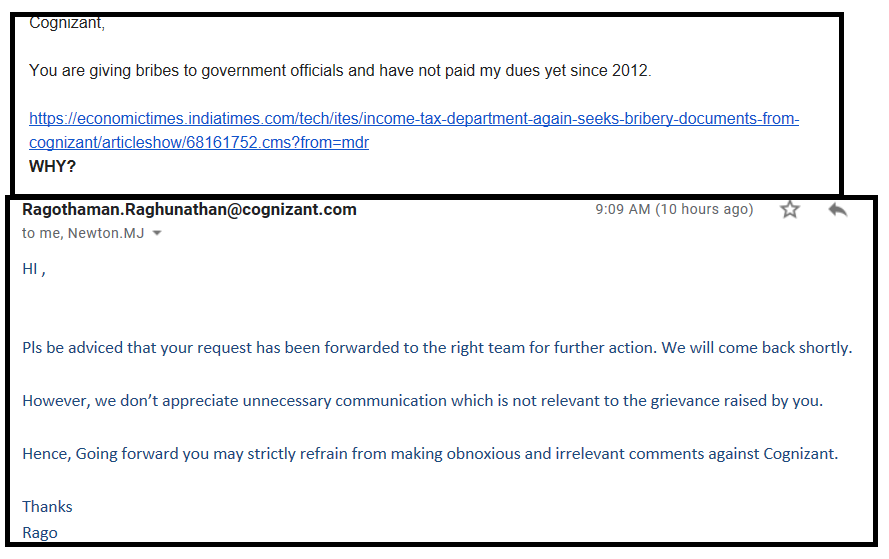 Cognizant,
You are giving bribes to government officials and have not paid my dues yet since 2012.
https://economictimes.indiatimes.com/tech/ites/income-tax-department-again-seeks-bribery-documents-from-
cognizant/articleshow/68161752.cms?from=mdr
WHY?
Ragothaman.Raghunathan@cognizant.com 9:09 AM (10 hours ago)
to me, Newton.MJ
HI ,
Pls be adviced that your request has been forwarded to the right team for further action. We will come back shortly.
However, we don’t appreciate unnecessary communication which is not relevant to the grievance raised by you.
Hence, Going forward you may strictly refrain from making obnoxious and irrelevant comments against Cognizant.
Thanks
Rago